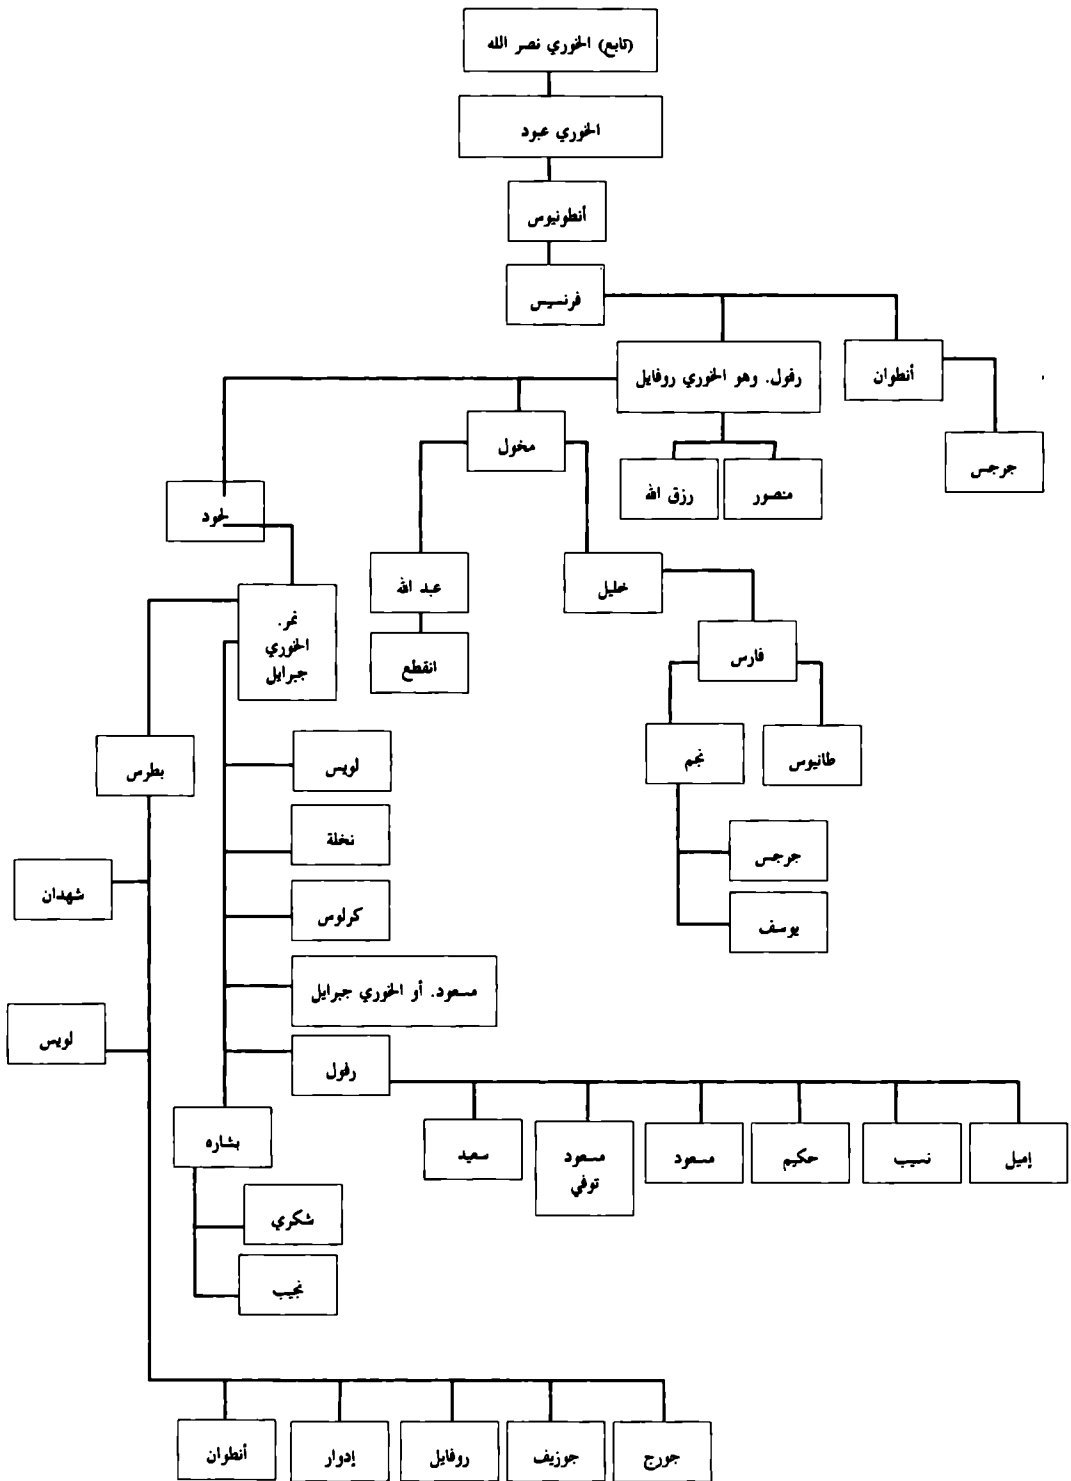 (تابع) الخوري نصر الله
الخوري عبود
أنطونيوس
فرنسيس
أنطوان
رفول. وهو الخوري روفايل
جرجس
مخول
منصور
رزق الله
لحود
خليل
عبد الله
نمر.
الخوري
جبرايل
فارس
انقطع
طانيوس
نجم
لويس
بطرس
جرجس
نخلة
شهدان
يوسف
كرلوس
مسعود. أو الخوري جبرايل
لويس
رفول
إميل
نسيب
حكيم
مسعود
مسعود
توفي
سعيد
بشاره
شكري
نجيب
جورج
جوزيف
روفايل
إدوار
أنطوان